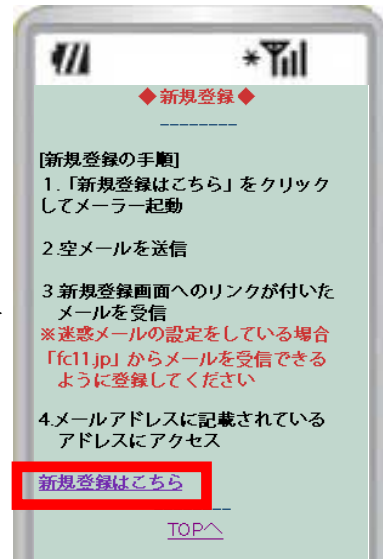 ◆新規登録◆
--------
[新規登録の手順]
1.「新規登録はこちら」をクリック
してメーラー起動
2.空メールを送信
3 新規登録画面へのリンクが付いた
メールを受信
※迷惑メールの設定をしている場合
「fc11.jp」からメールを受信できる
ように登録してください
4.メールアドレスに記載されている
アドレスにアクセス
新規登録はこちら
TOPへ